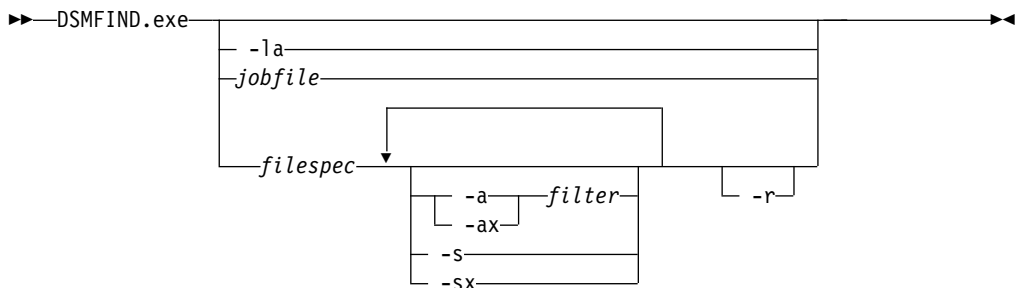 DSMFIND.exe
-la
jobfile
filespec
-a filter -r
-ax
-s
-sx